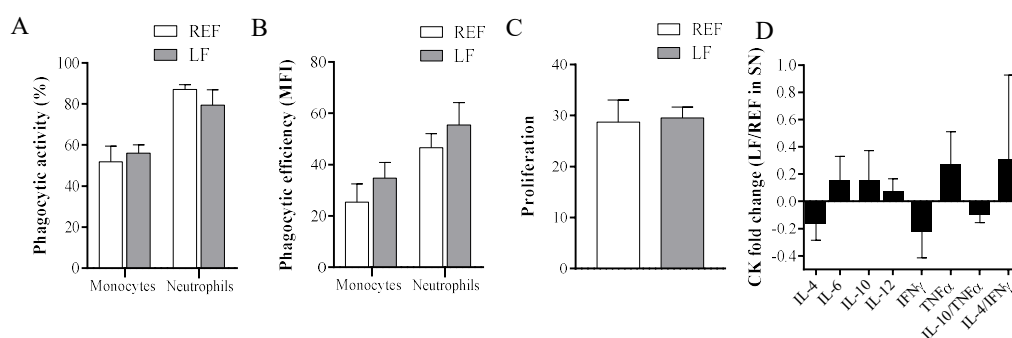 A
REF
LF
Phagocytic activity (%)
100
80
60
40
20
0
Monocytes Neutrophils
B
REF
LF
Phagocytic efficiency (MFI)
80
60
40
20
0
Monocytes Neutrophils
C
REF
LF
Proliferation
40
30
20
10
0
D
CK fold change (LF/REF in SN)
1.0
0.8
0.6
0.4
0.2
0.0
-0.2
-0.4
IL-4
IL-6
IL-10
IL-12
IFNγ
TNFα
IL-10/TNFα
IL-4/IFNγ